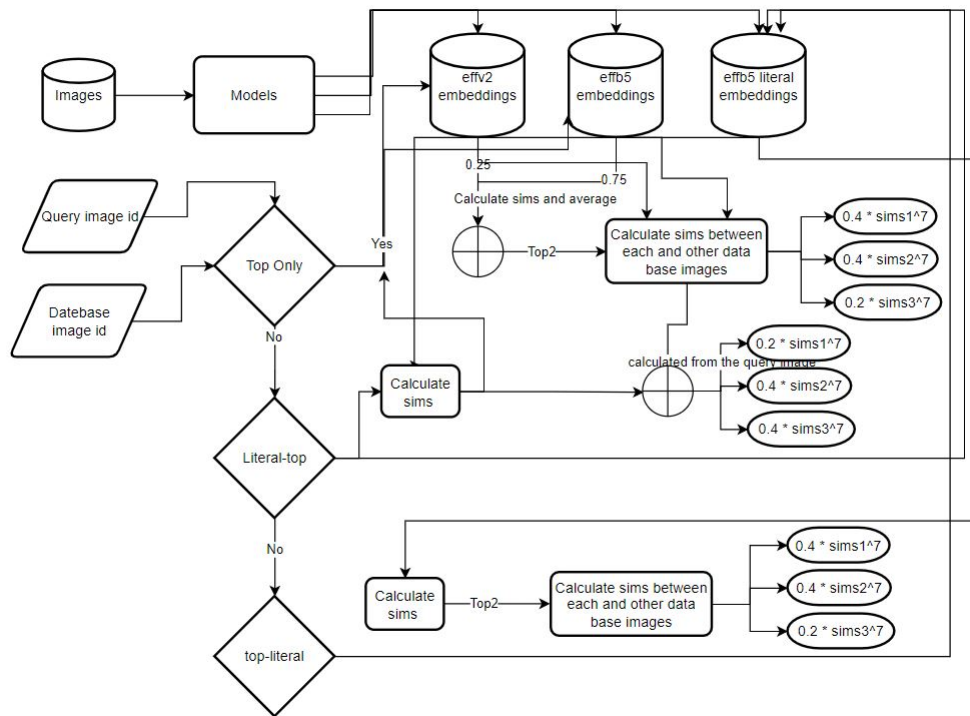 Images
Models
effv2
embeddings
effb5
embeddings
effb5 literal
embeddings
Query image id
Datebase
image id
Top Only
Yes
No
0.25
0.75
Calculate sims and average
Top2
Calculate sims between
each and other data
base images
0.4 * sims1^7
0.4 * sims2^7
0.2 * sims3^7
Calculate
sims
calculated from the query image
0.2 * sims1^7
0.4 * sims2^7
0.4 * sims3^7
Literal-top
No
Calculate
sims
Top2
Calculate sims between
each and other data
base images
0.4 * sims1^7
0.4 * sims2^7
0.2 * sims3^7
top-literal